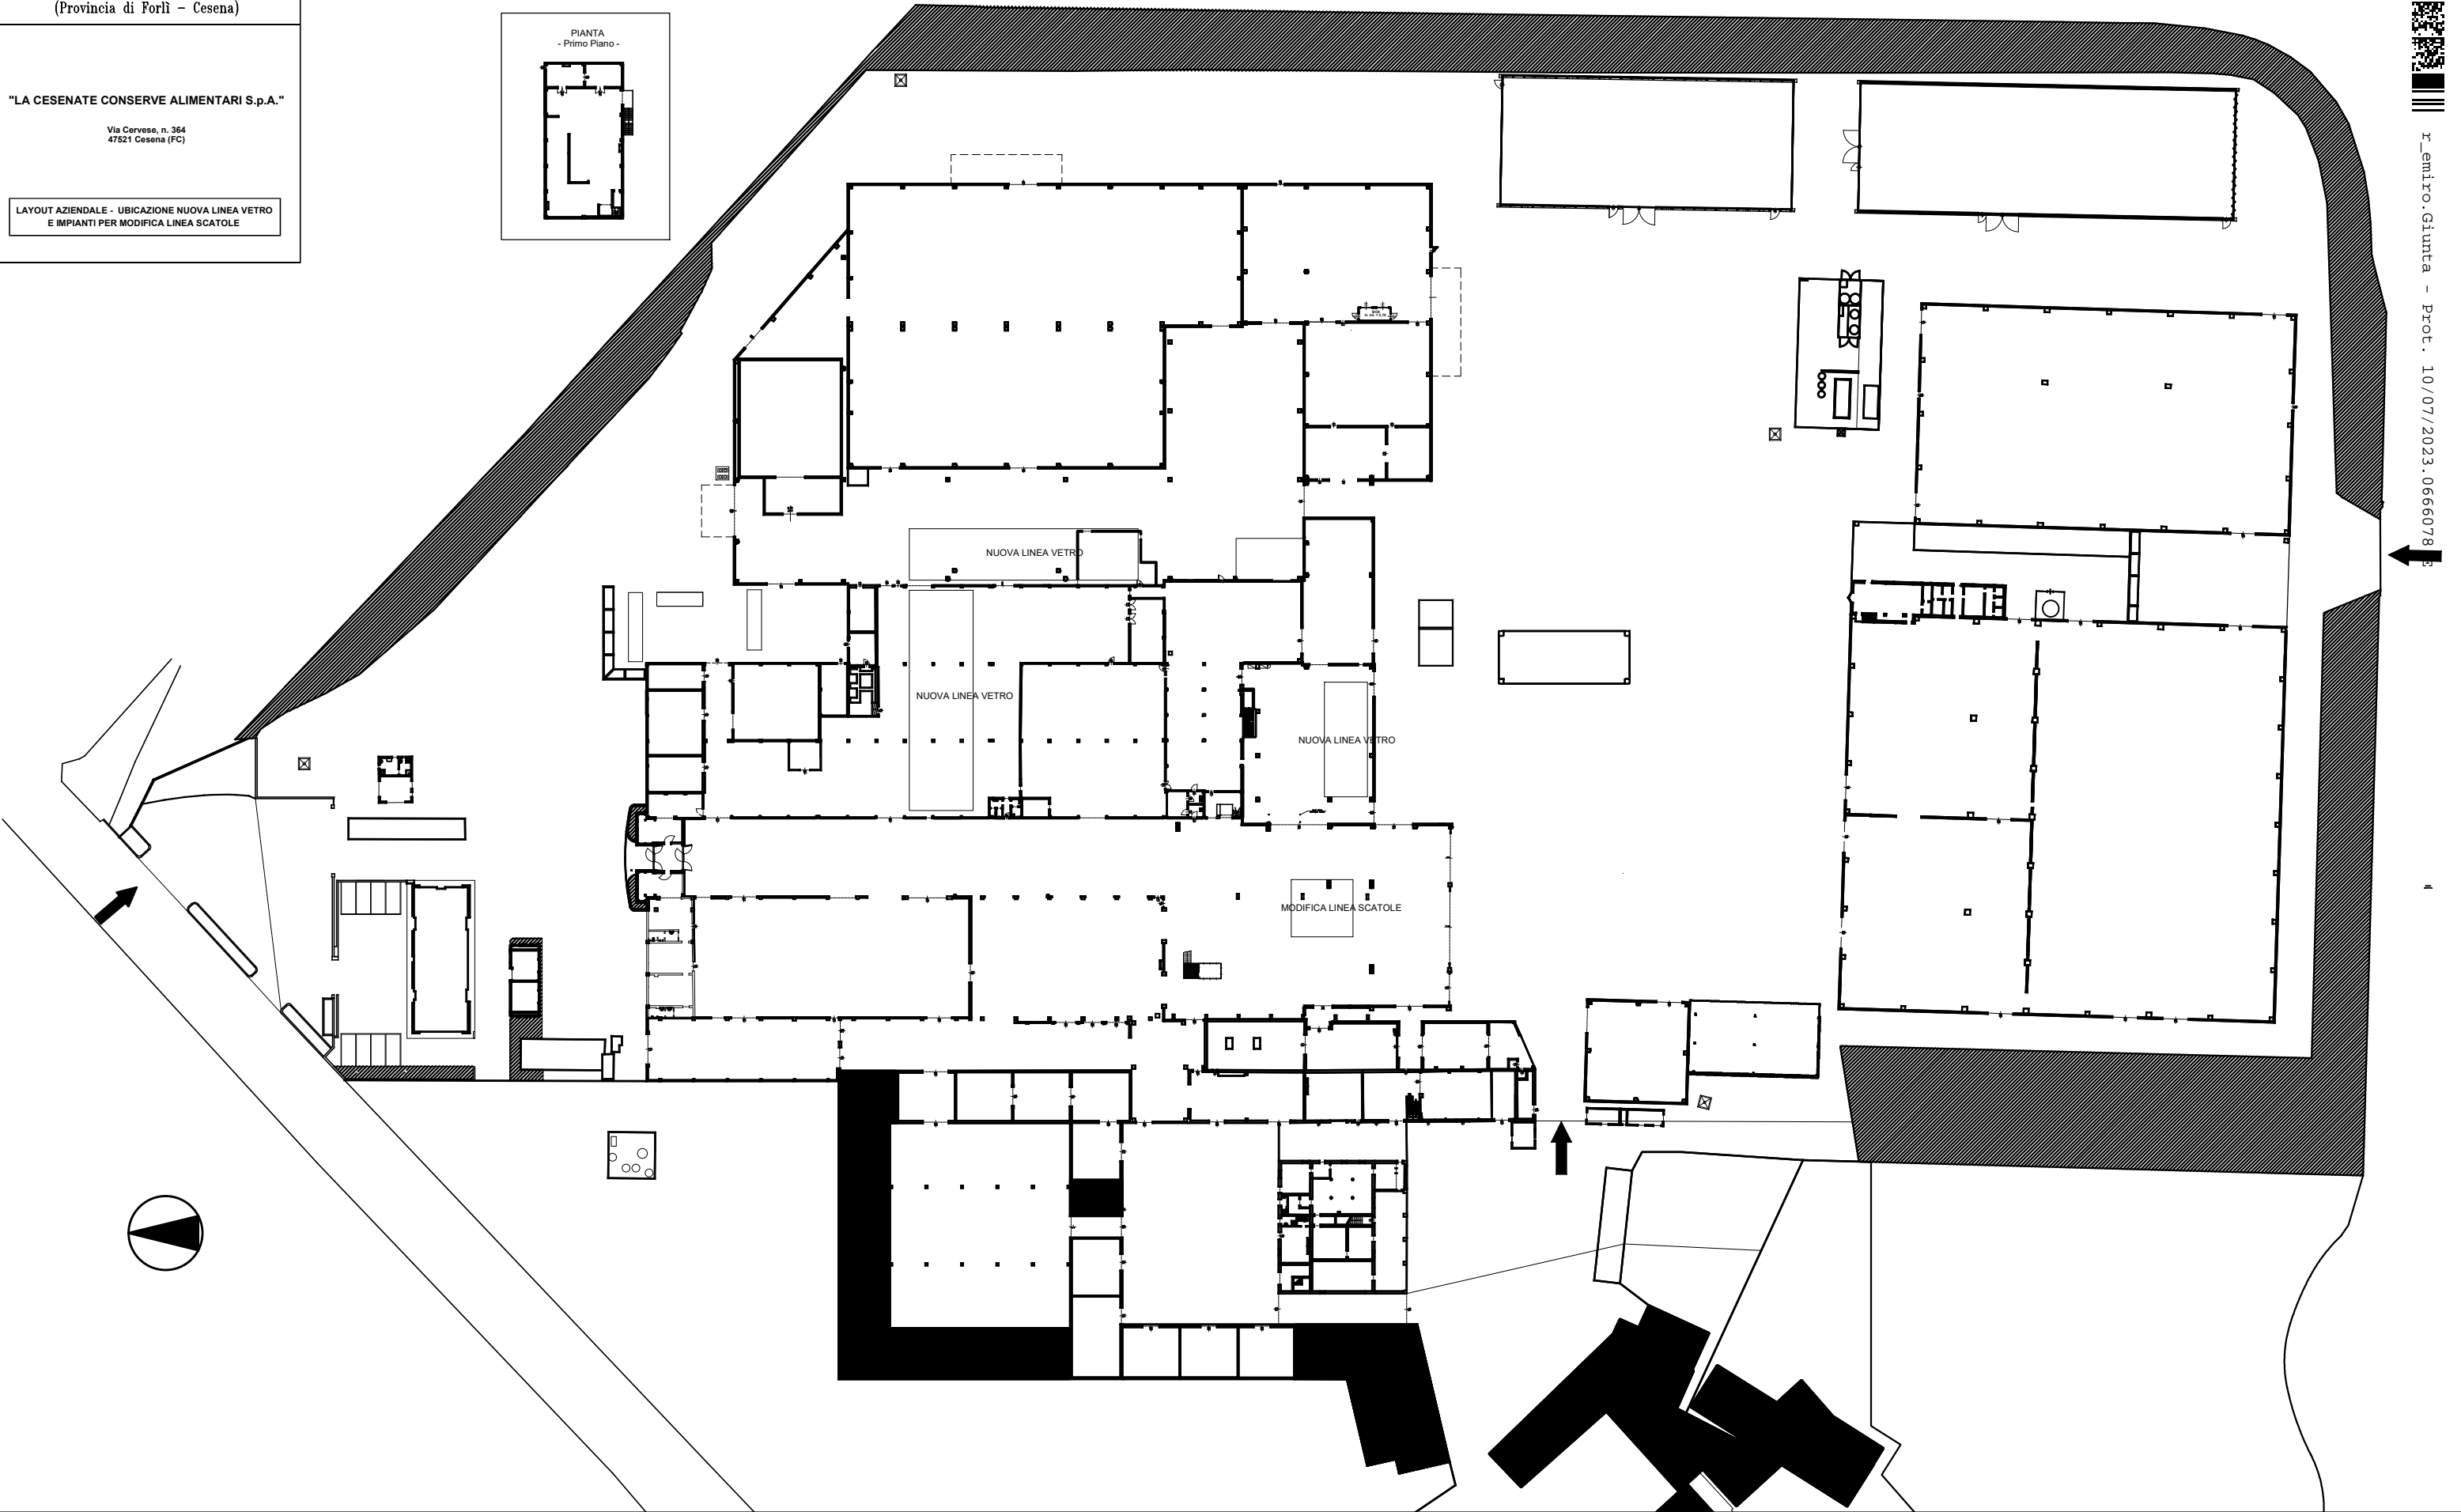 (Provincia di Forlì - Cesena)
"LA CESENATE CONSERVE ALIMENTARI S.p.A."
Via Cervese, n. 364
47521 Cesena (FC)
LAYOUT AZIENDALE - UBICAZIONE NUOVA LINEA VETRO
E IMPIANTI PER MODIFICA LINEA SCATOLE
PIANTA
- Primo Piano -
NUOVA LINEA VETRO
NUOVA LINEA VETRO
NUOVA LINEA VETRO
MODIFICA LINEA SCATOLE
r_emiro.Giunta - Prot. 10/07/2023.0666078